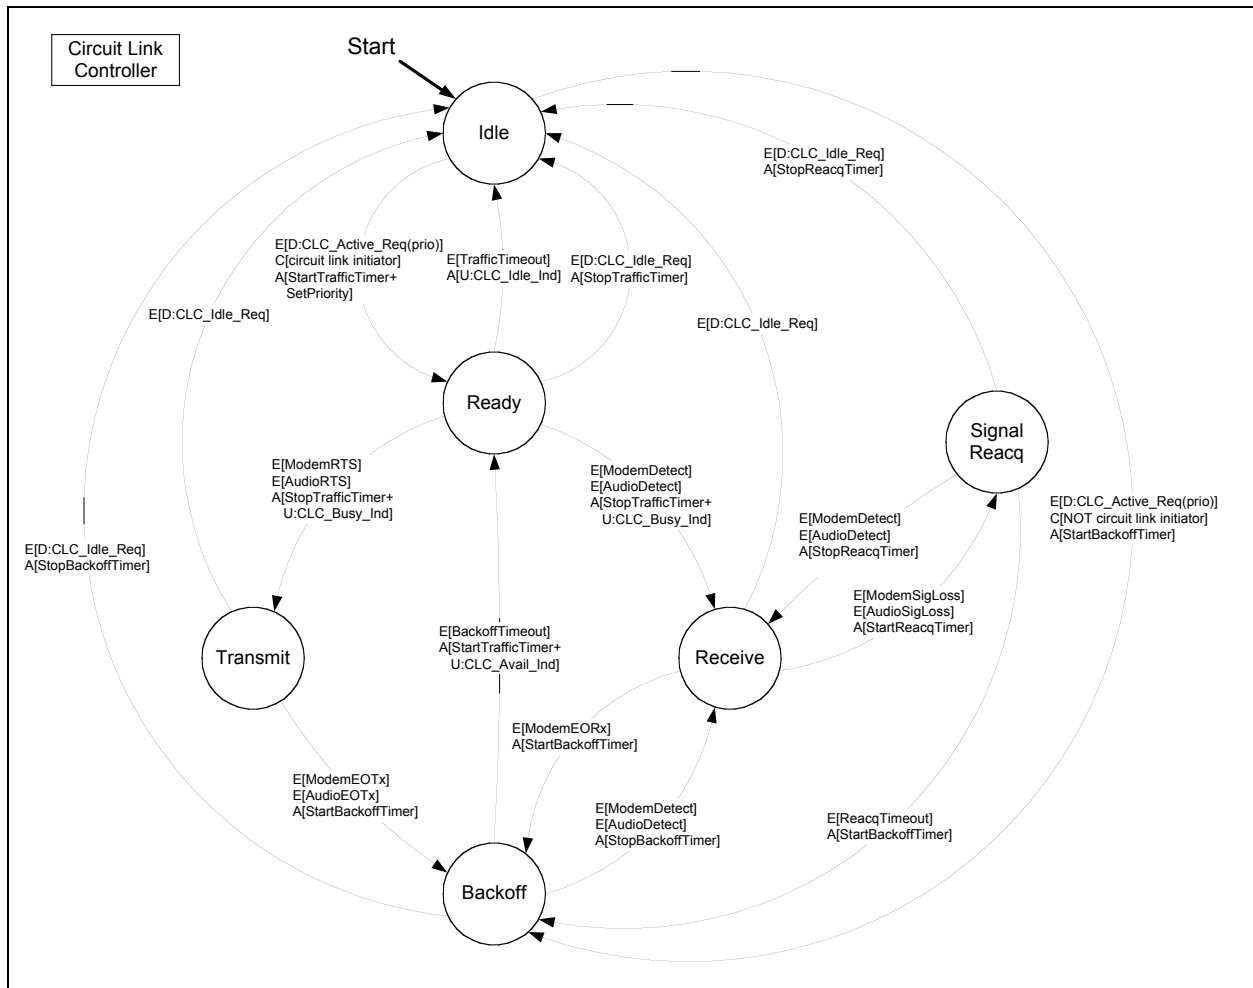 Circuit Link
Controller
Start
Idle
E[D:CLC_Idle_Req]
A[StopReacqTimer]
E[D:CLC_Active_Req(prio)]
C[circuit link initiator]
A[StartTrafficTimer+
SetPriority]
E[TrafficTimeout]
A[U:CLC_Idle_Ind]
E[D:CLC_Idle_Req]
A[StopTrafficTimer]
E[D:CLC_Idle_Req]
E[D:CLC_Idle_Req]
Ready
Signal
Reacq
E[ModemRTS]
E[AudioRTS]
A[StopTrafficTimer+
U:CLC_Busy_Ind]
E[ModemDetect]
E[AudioDetect]
A[StopTrafficTimer+
U:CLC_Busy_Ind]
E[ModemDetect]
E[AudioDetect]
A[StopReacqTimer]
E[D:CLC_Active_Req(prio)]
C[NOT circuit link initiator]
A[StartBackoffTimer]
E[D:CLC_Idle_Req]
A[StopBackoffTimer]
E[ModemSigLoss]
E[AudioSigLoss]
A[StartReacqTimer]
Transmit
E[BackoffTimeout]
A[StartTrafficTimer+
U:CLC_Avail_Ind]
Receive
E[ModemEORx]
A[StartBackoffTimer]
E[ModemEOTx]
E[AudioEOTx]
A[StartBackoffTimer]
E[ModemDetect]
E[AudioDetect]
A[StopBackoffTimer]
E[ReacqTimeout]
A[StartBackoffTimer]
Backoff